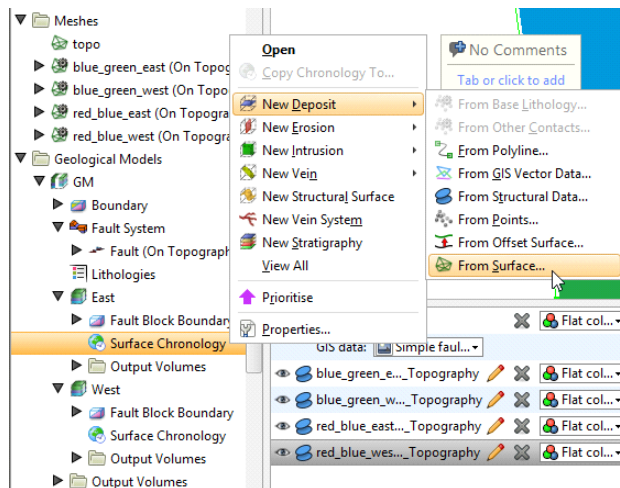 Meshes
topo
blue_green_east (On Topog
blue_green_west (On Topo
red_blue_east (On Topogra
red_blue_west (On Topogra
Geological Models
GM
Boundary
Fault System
Fault (On Topograph
Lithologies
East
Fault Block Boundar
Surface Chronology
Output Volumes
West
Fault Block Boundary
Surface Chronology
Output Volumes
Output Volumes
Open
Copy Chronology To...
New Deposit
New Erosion
New Intrusion
New Vein
New Structural Surface
New Vein System
New Stratigraphy
View All
Prioritise
Properties...
No Comments
Tab or click to add
From Base Lithology...
From Other Contacts...
From Polyline...
From GIS Vector Data...
From Structural Data...
From Points...
From Offset Surface...
From Surface...
Flat col...
GIS data: Simple faul...
blue_green_e..._Topography Flat col...
blue_green_w..._Topography Flat col...
red_blue_east..._Topography Flat col...
red_blue_wes..._Topography Flat col...